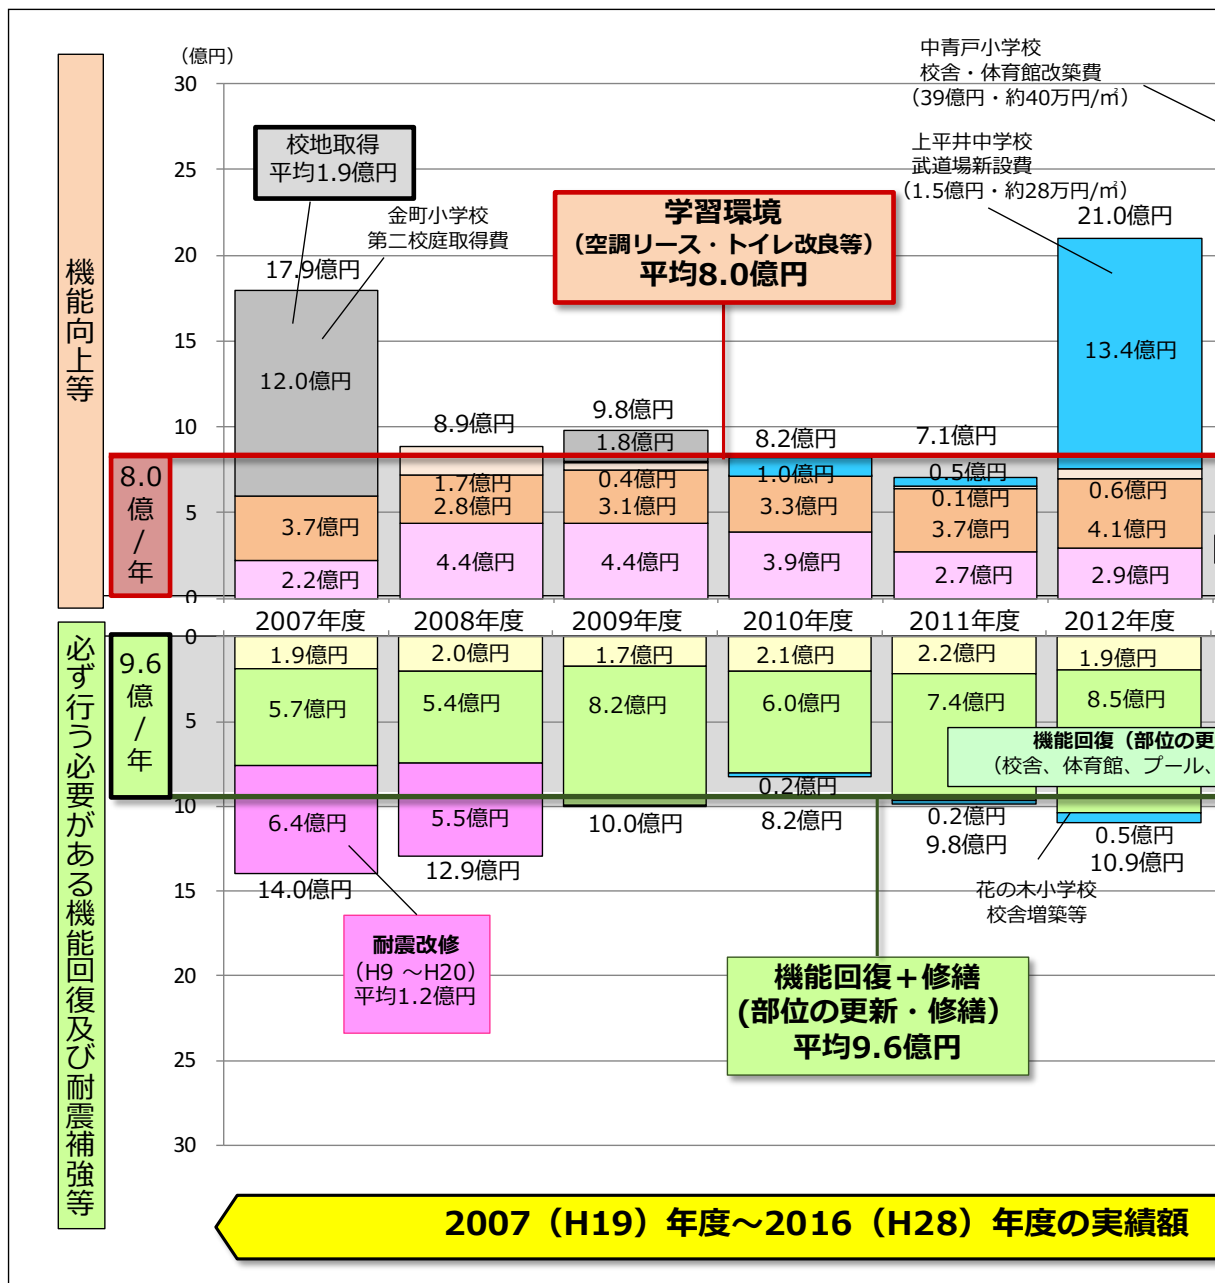 （億円）
30
25
20
15
10
5
0
機能向上等
8.0
億
/
年
校地取得
平均1.9億円
金町小学校
第二校庭取得費
学習環境
（空調リース・トイレ改良等）
平均8.0億円
中青戸小学校
校舎・体育館改築費
（39億円・約40万円/㎡）
上平井中学校
武道場新設費
（1.5億円・約28万円/㎡）
17.9億円
12.0億円
3.7億円
2.2億円
8.9億円
1.7億円
2.8億円
4.4億円
9.8億円
1.8億円
0.4億円
3.1億円
4.4億円
8.2億円
1.0億円
3.3億円
3.9億円
7.1億円
0.5億円
0.1億円
3.7億円
2.7億円
21.0億円
13.4億円
0.6億円
4.1億円
2.9億円
2007年度
2008年度
2009年度
2010年度
2011年度
2012年度
必ず行う必要がある機能回復及び耐震補強等
9.6
億
/
年
0
5
10
15
20
25
30
1.9億円
5.7億円
6.4億円
14.0億円
2.0億円
5.4億円
5.5億円
12.9億円
1.7億円
8.2億円
10.0億円
2.1億円
6.0億円
0.2億円
8.2億円
2.2億円
7.4億円
0.2億円
9.8億円
1.9億円
8.5億円
0.5億円
10.9億円
機能回復（部位の更
（校舎、体育館、プール、
花の木小学校
校舎増築等
耐震改修
（H9 ～H20）
平均1.2億円
機能回復＋修繕
(部位の更新・修繕）
平均9.6億円
2007（H19）年度～2016（H28）年度の実績額